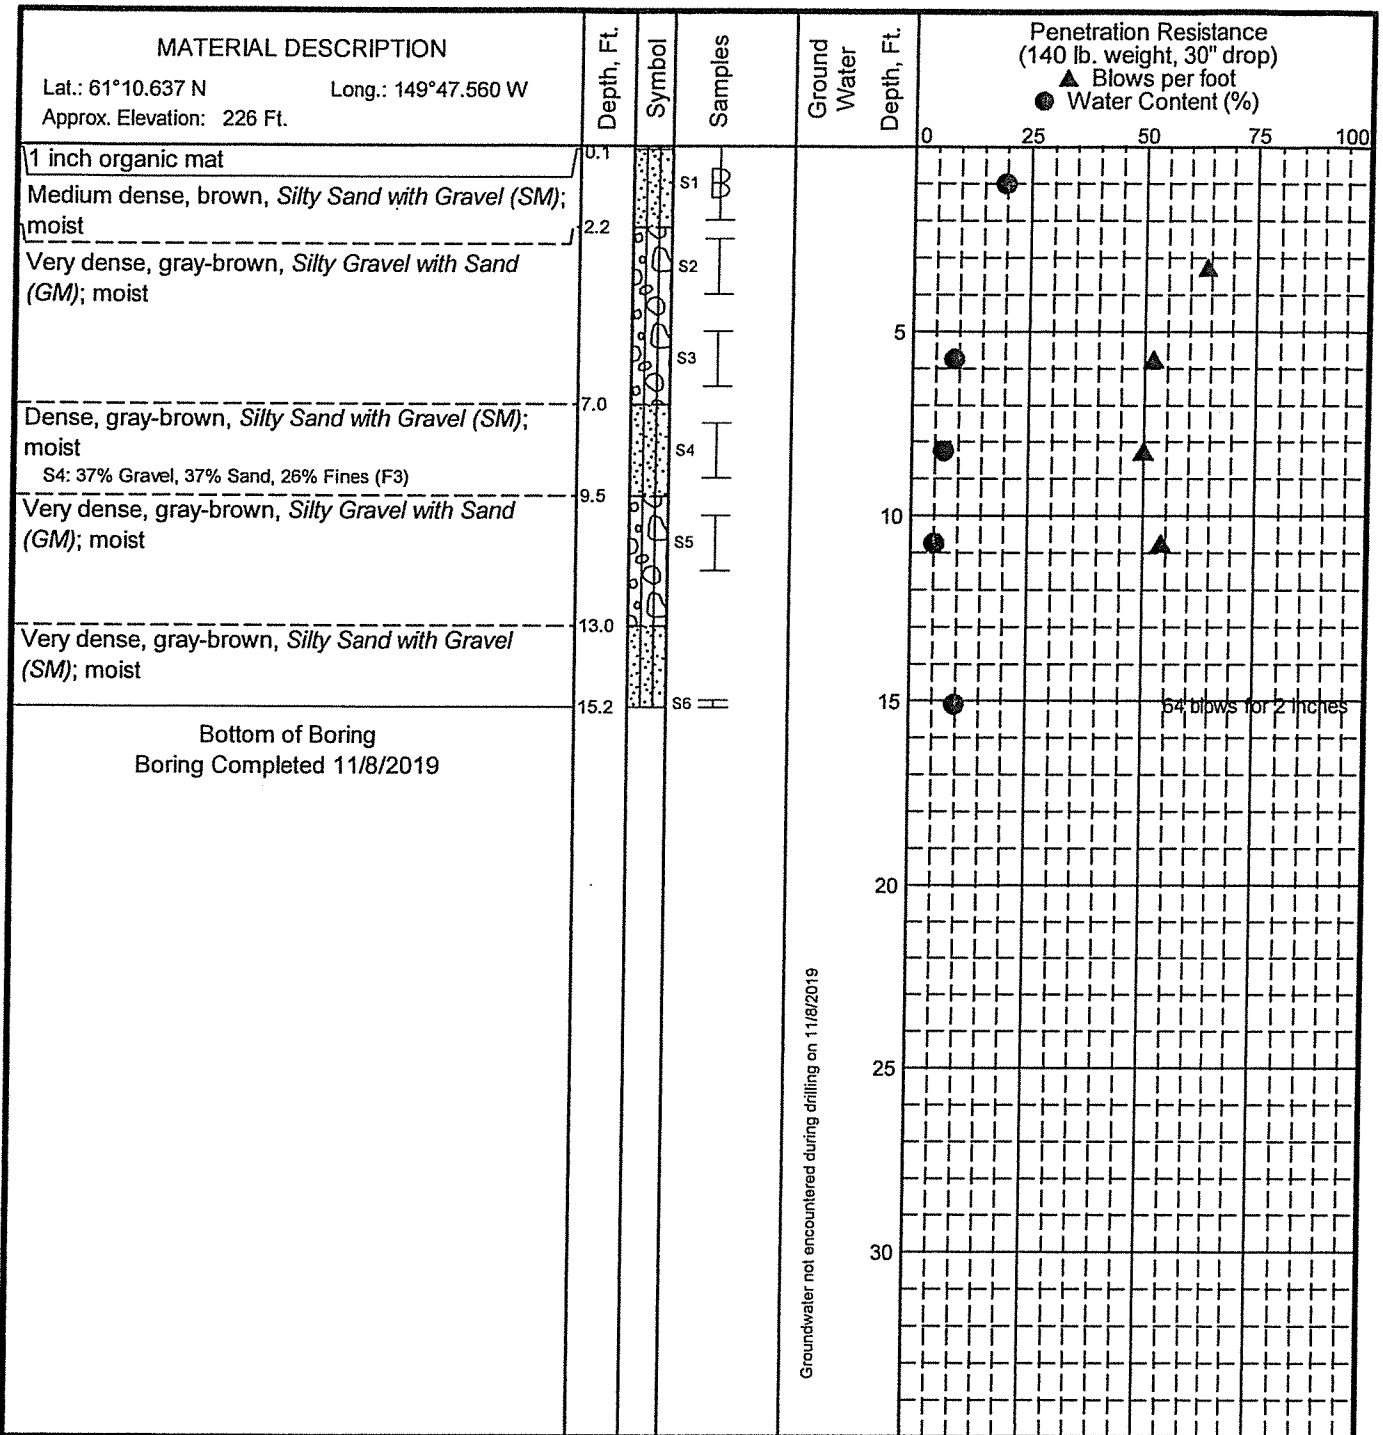 MATERIAL DESCRIPTION
Lat.: 61°10.637 N Long.: 149°47.560 W
Approx. Elevation: 226 Ft.
Depth, Ft.
Symbol
Samples
Ground
Water
Depth, Ft.
Penetration Resistance
(140 lb. weight, 30" drop)
▲ Blows per foot
● Water Content (%)
0 25 50 75 100
1 inch organic mat
0.1
Medium dense, brown, Silty Sand with Gravel (SM);
moist
S1
2.2
Very dense, gray-brown, Silty Gravel with Sand
(GM); moist
S2
5
S3
7.0
Dense, gray-brown, Silty Sand with Gravel (SM);
moist
S4: 37% Gravel, 37% Sand, 26% Fines (F3)
S4
9.5
Very dense, gray-brown, Silty Gravel with Sand
(GM); moist
10
S5
13.0
Very dense, gray-brown, Silty Sand with Gravel
(SM); moist
15.2
S6
15
64 blows for 2 inches
Bottom of Boring
Boring Completed 11/8/2019
20
25
30
Groundwater not encountered during drilling on 11/8/2019